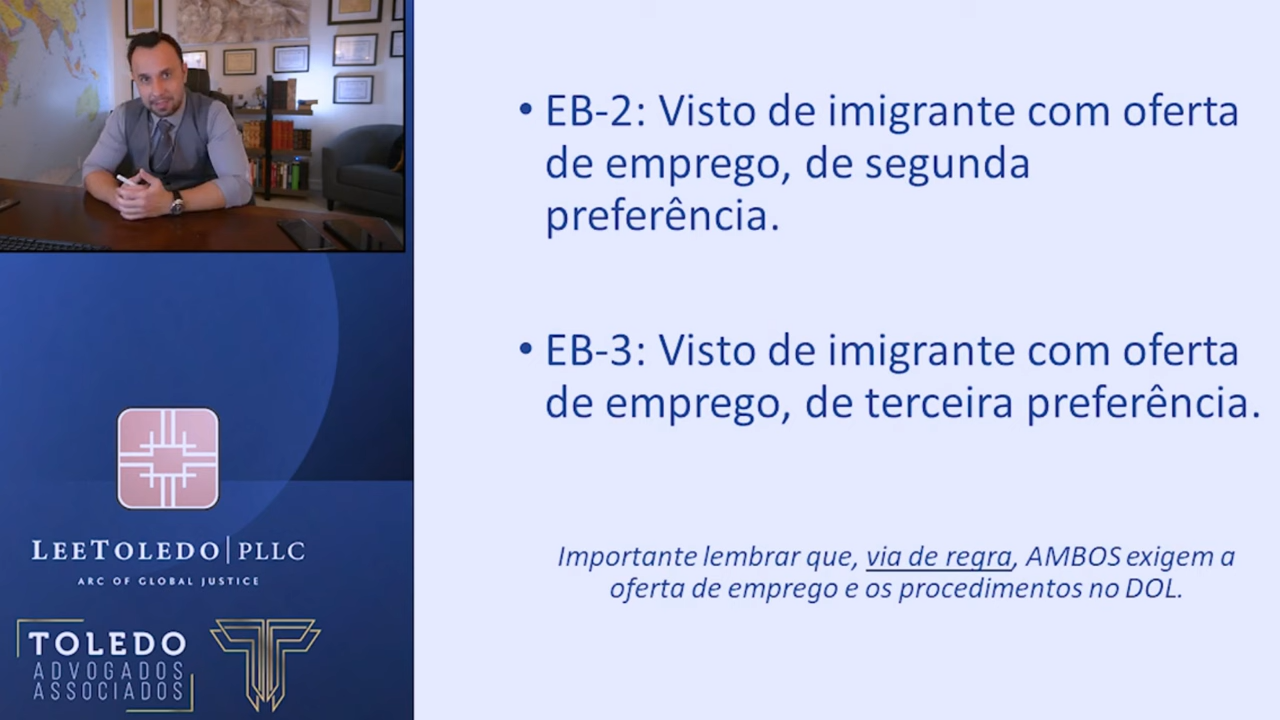 • EB-2: Visto de imigrante com oferta
de emprego, de segunda
preferência.
• EB-3: Visto de imigrante com oferta
de emprego, de terceira preferência.
Importante lembrar que, via de regra, AMBOS exigem a
oferta de emprego e os procedimentos no DOL.
LEETOLEDO|PLLC
ARC OF GLOBAL JUSTICE
TOLEDO
ADVOGADOS
ASSOCIADOS